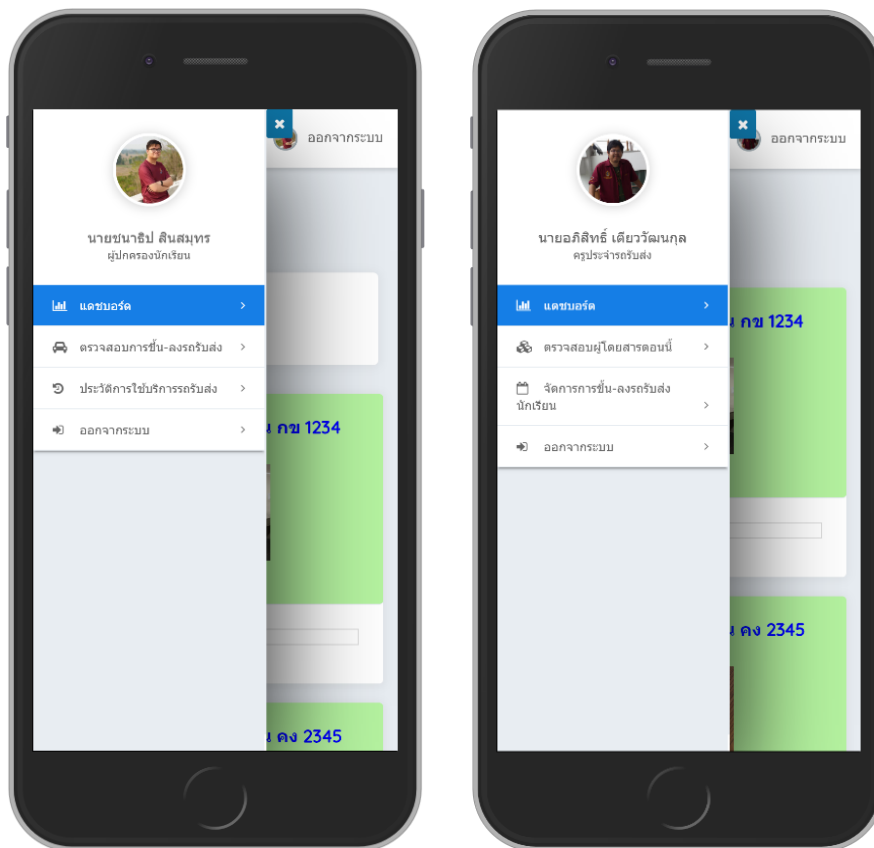 ออกจากระบบ
นายชนาธิป สินสมุทร
ผู้ปกครองนักเรียน
แดชบอร์ด
ตรวจสอบการขึ้น-ลงรถรับส่ง
ประวัติการใช้บริการรถรับส่ง
ออกจากระบบ
น กข 1234
น คง 2345
ออกจากระบบ
นายอภิสิทธิ์ เดียววัฒนกุล
ครูประจำรถรับส่ง
แดชบอร์ด
ตรวจสอบผู้โดยสารตอนนี้
จัดการการขึ้น-ลงรถรับส่ง
นักเรียน
ออกจากระบบ
น กข 1234
น คง 2345